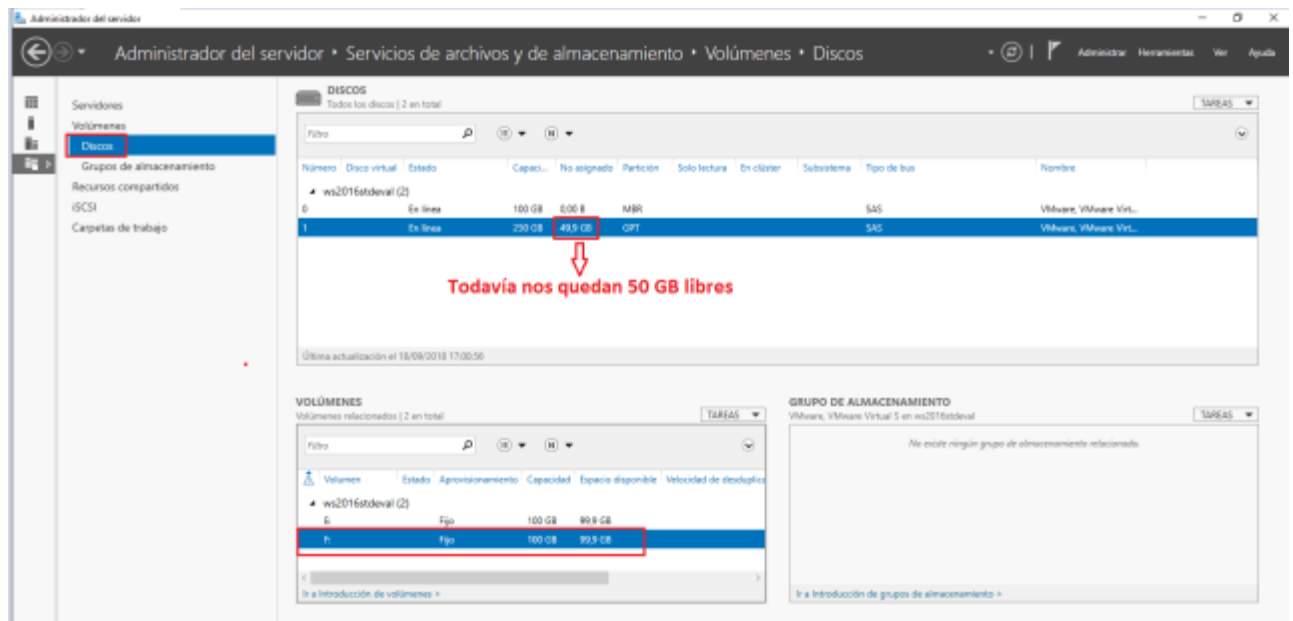 Administrador del servidor
Administrador del servidor • Servicios de archivos y de almacenamiento • Volúmenes • Discos
Administrar Herramientas Ver Ayuda
Servidores
Volúmenes
Discos
Grupos de almacenamiento
Recursos compartidos
iSCSI
Carpetas de trabajo
DISCOS
Todos los discos | 2 en total
TAREAS
Filtro
Número Disco virtual Estado Capaci... No asignado Partición Solo lectura En clúster Subsistema Tipo de bus Nombre
ws2016stdeval (2)
0 En línea 100 GB 0,00 B MBR SAS VMware, VMware Virt...
1 En línea 250 GB 49,9 GB GPT SAS VMware, VMware Virt...
Todavía nos quedan 50 GB libres
Última actualización el 18/09/2018 17:00:56
VOLÚMENES
Volúmenes relacionados | 2 en total
TAREAS
Filtro
Volumen Estado Aprovisionamiento Capacidad Espacio disponible Velocidad de desduplica
ws2016stdeval (2)
E: Fijo 100 GB 99,9 GB
F: Fijo 100 GB 99,9 GB
Ir a Introducción de volúmenes >
GRUPO DE ALMACENAMIENTO
VMware, VMware Virtual S en ws2016stdeval
TAREAS
No existe ningún grupo de almacenamiento relacionado.
Ir a Introducción de grupos de almacenamiento >